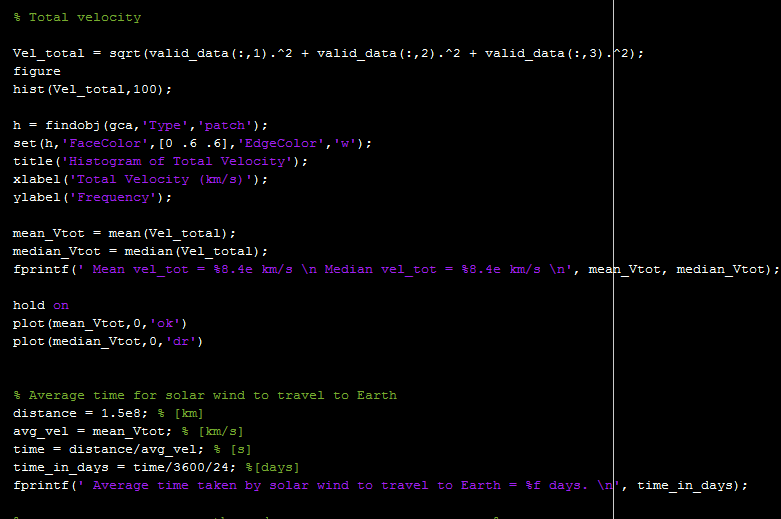 % Total velocity
Vel_total = sqrt(valid_data(:,1).^2 + valid_data(:,2).^2 + valid_data(:,3).^2);
figure
hist(Vel_total,100);
h = findobj(gca,'Type','patch');
set(h,'FaceColor',[0 .6 .6],'EdgeColor','w');
title('Histogram of Total Velocity');
xlabel('Total Velocity (km/s)');
ylabel('Frequency');
mean_Vtot = mean(Vel_total);
median_Vtot = median(Vel_total);
fprintf(' Mean vel_tot = %8.4e km/s \n Median vel_tot = %8.4e km/s \n', mean_Vtot, median_Vtot);
hold on
plot(mean_Vtot,0,'ok')
plot(median_Vtot,0,'dr')
% Average time for solar wind to travel to Earth
distance = 1.5e8; % [km]
avg_vel = mean_Vtot; % [km/s]
time = distance/avg_vel; % [s]
time_in_days = time/3600/24; %[days]
fprintf(' Average time taken by solar wind to travel to Earth = %f days. \n', time_in_days);